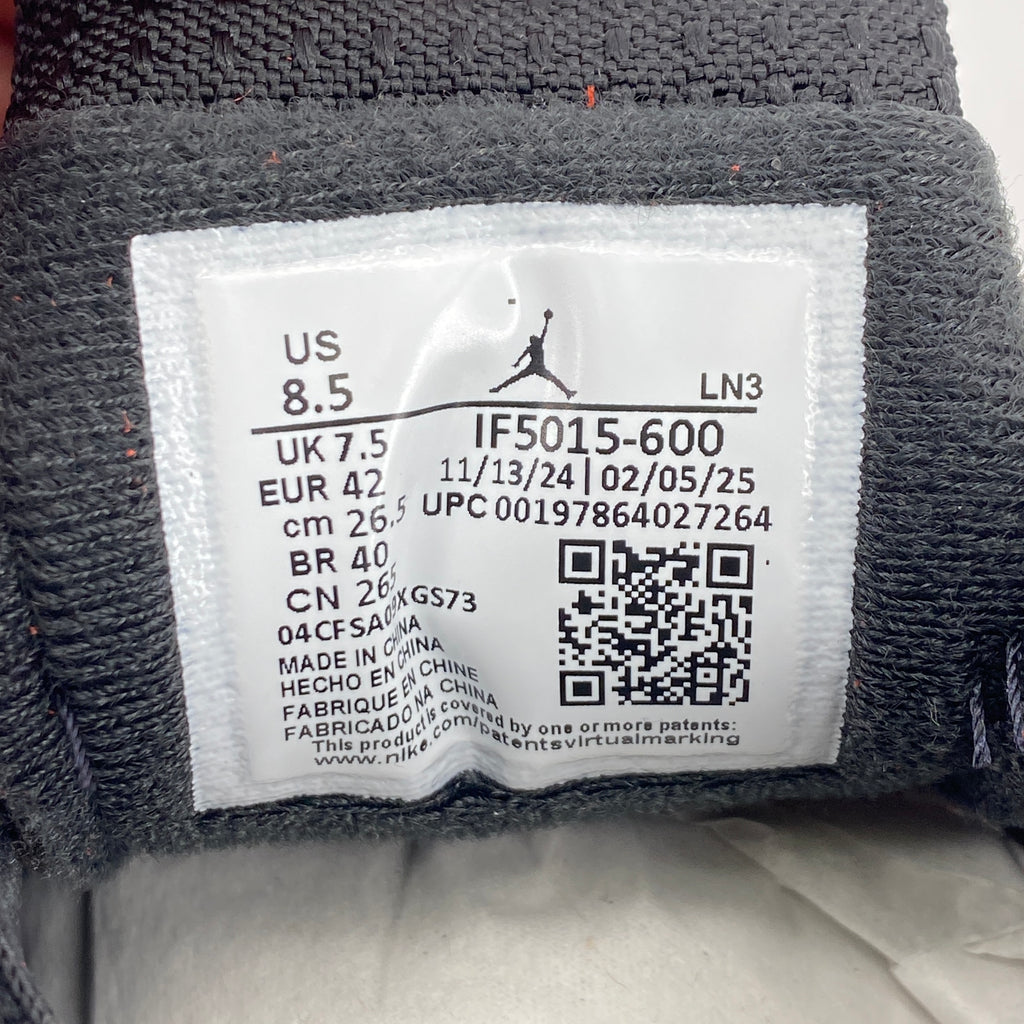 US
8.5
LN3
UK 7.5
EUR 42
cm 26.5
BR 40
CN 265
IF5015-600
11/13/24 | 02/05/25
UPC 00197864027264
04CFSA09XGS73
MADE IN CHINA
HECHO EN CHINA
FABRIQUE EN CHINE
FABRICADO NA CHINA
This product is covered by one or more patents:
www.nike.com/patentsvirtualmarking